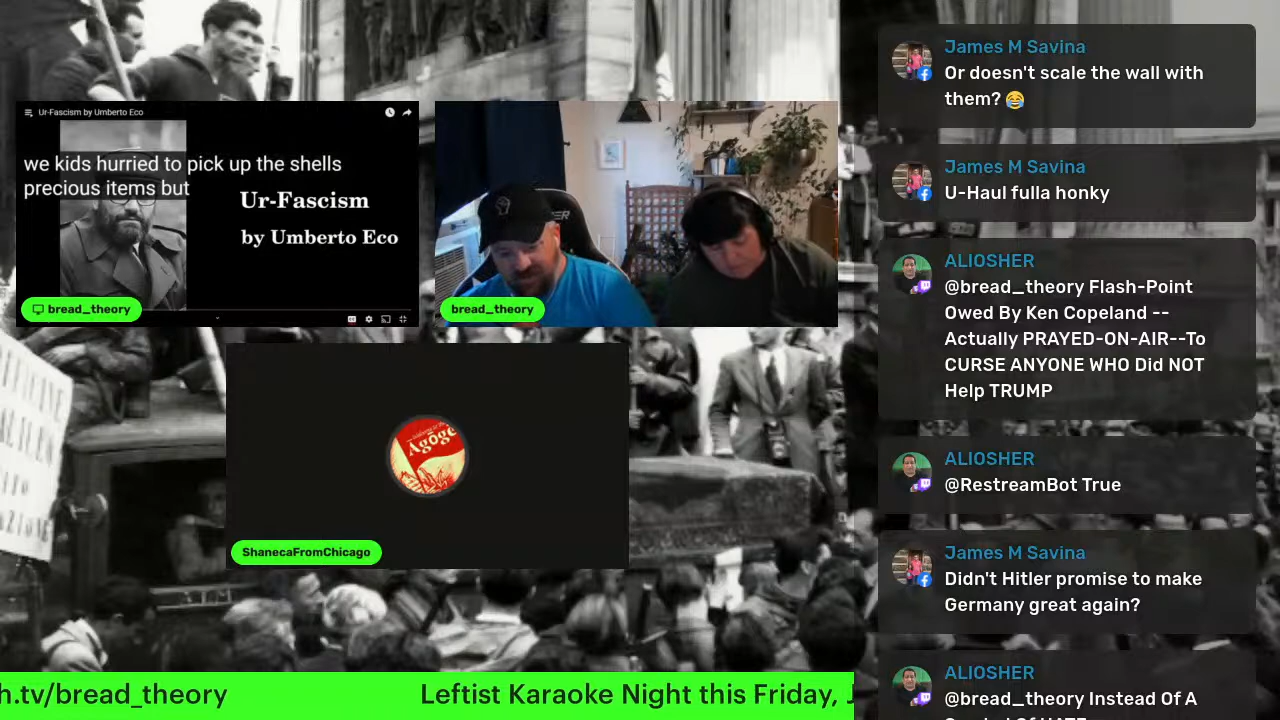 Ur-Fascism by Umberto Eco
we kids hurried to pick up the shells
precious items but
Ur-Fascism
by Umberto Eco
bread_theory
bread_theory
Agōge
ShanecaFromChicago
h.tv/bread_theory
Leftist Karaoke Night this Friday, J
James M Savina
Or doesn't scale the wall with
them? 😂
James M Savina
U-Haul fulla honky
ALIOSHER
@bread_theory Flash-Point
Owed By Ken Copeland --
Actually PRAYED-ON-AIR--To
CURSE ANYONE WHO Did NOT
Help TRUMP
ALIOSHER
@RestreamBot True
James M Savina
Didn't Hitler promise to make
Germany great again?
ALIOSHER
@bread_theory Instead Of A